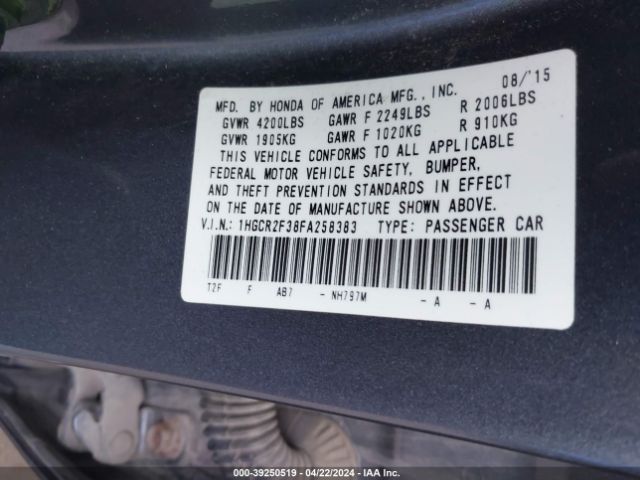 MFD. BY HONDA OF AMERICA MFG., INC. 08/'15
GVWR 4200LBS GAWR F 2249LBS R 2006LBS
GVWR 1905KG GAWR F 1020KG R 910KG
THIS VEHICLE CONFORMS TO ALL APPLICABLE
FEDERAL MOTOR VEHICLE SAFETY, BUMPER,
AND THEFT PREVENTION STANDARDS IN EFFECT
ON THE DATE OF MANUFACTURE SHOWN ABOVE.
V.I.N.: 1HGCR2F38FA258383 TYPE: PASSENGER CAR
T2F F AB7 - NH797M - A - A
000-39250519 - 04/22/2024 - IAA Inc.